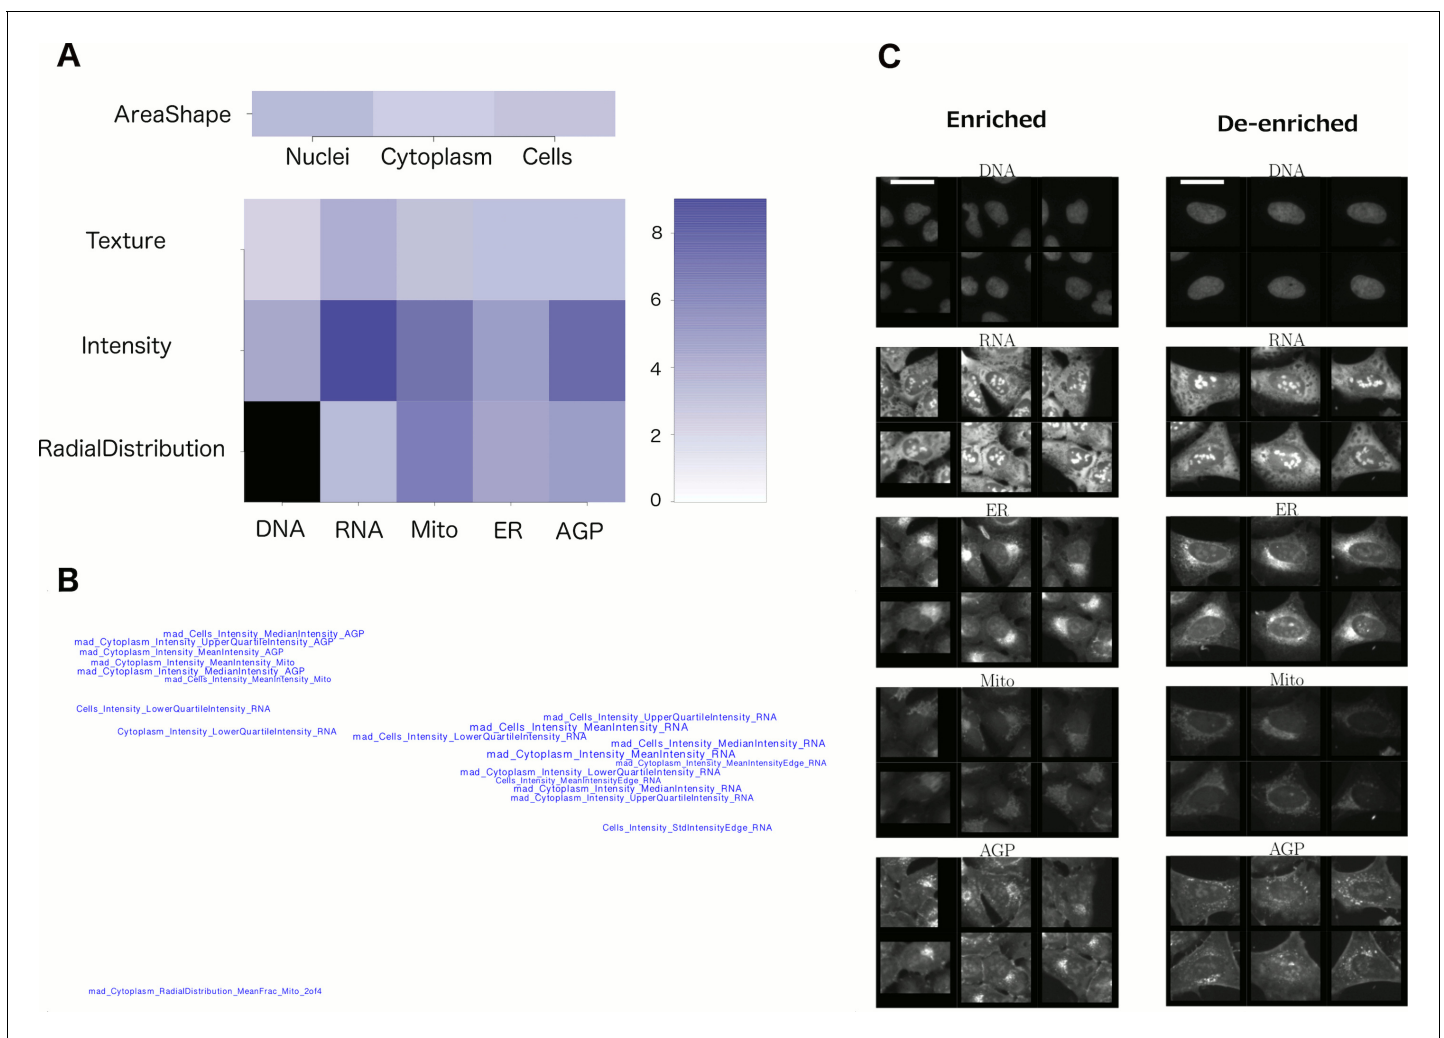 A
AreaShape
Nuclei Cytoplasm Cells
Texture
Intensity
RadialDistribution
DNA RNA Mito ER AGP
8
6
4
2
0
B
mad_Cells_Intensity_MedianIntensity_AGP
mad_Cytoplasm_Intensity_UpperQuartileIntensity_AGP
mad_Cytoplasm_Intensity_MeanIntensity_AGP
mad_Cytoplasm_Intensity_MeanIntensity_Mito
mad_Cytoplasm_Intensity_MedianIntensity_AGP
mad_Cells_Intensity_MeanIntensity_Mito
Cells_Intensity_LowerQuartileIntensity_RNA
Cytoplasm_Intensity_LowerQuartileIntensity_RNA
mad_Cells_Intensity_UpperQuartileIntensity_RNA
mad_Cells_Intensity_MeanIntensity_RNA
mad_Cells_Intensity_LowerQuartileIntensity_RNA
mad_Cells_Intensity_MedianIntensity_RNA
mad_Cytoplasm_Intensity_MeanIntensity_RNA
mad_Cytoplasm_Intensity_MeanIntensityEdge_RNA
mad_Cytoplasm_Intensity_LowerQuartileIntensity_RNA
Cells_Intensity_MeanIntensityEdge_RNA
mad_Cytoplasm_Intensity_MedianIntensity_RNA
mad_Cytoplasm_Intensity_UpperQuartileIntensity_RNA
Cells_Intensity_StdIntensityEdge_RNA
mad_Cytoplasm_RadialDistribution_MeanFrac_Mito_2of4
C
Enriched De-enriched
DNA DNA
RNA RNA
ER ER
Mito Mito
AGP AGP